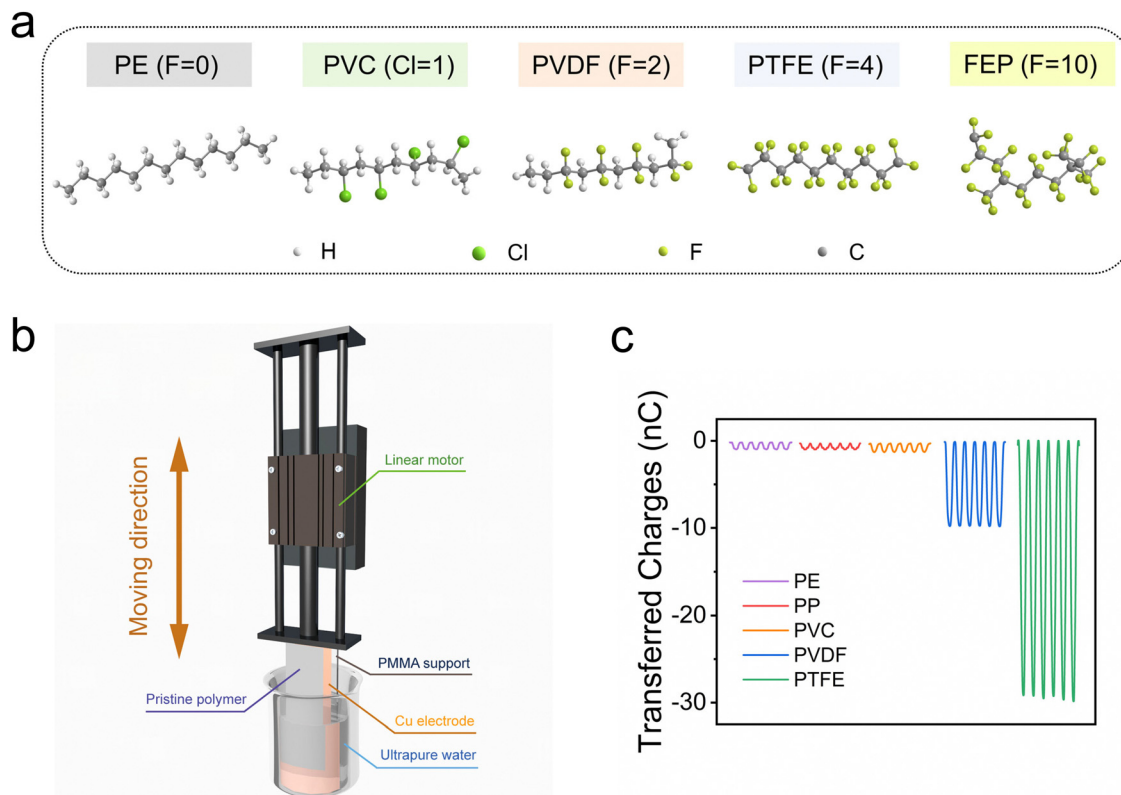 a
PE (F=0)
PVC (Cl=1)
PVDF (F=2)
PTFE (F=4)
FEP (F=10)
H
Cl
F
C
b
Moving direction
Linear motor
PMMA support
Pristine polymer
Cu electrode
Ultrapure water
c
Transferred Charges (nC)
0
-10
-20
-30
PE
PP
PVC
PVDF
PTFE